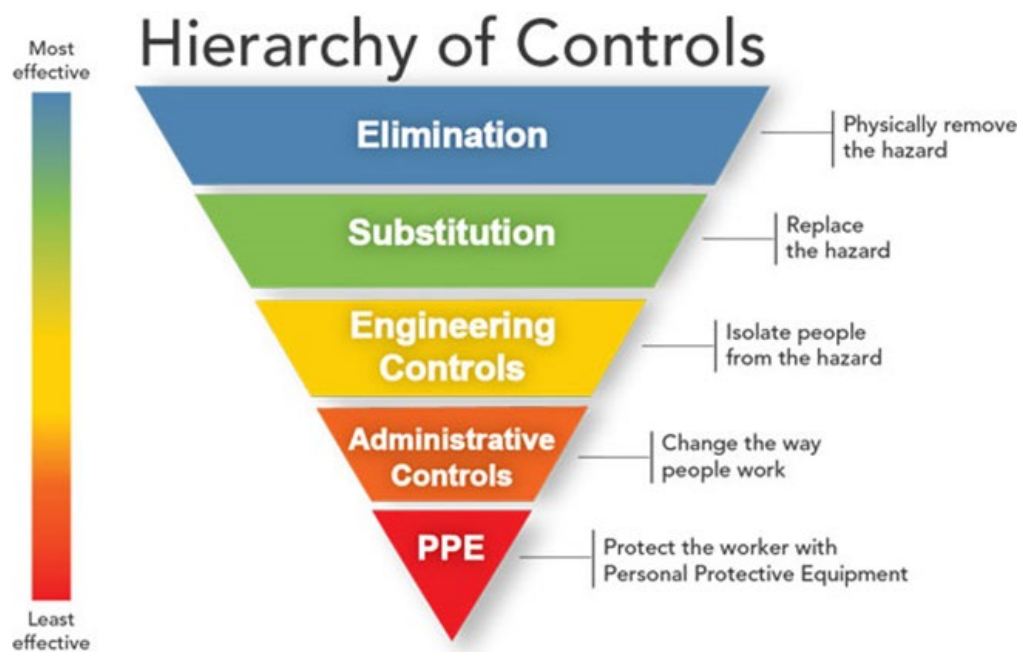 Hierarchy of Controls
Most
effective
Elimination
Physically remove
the hazard
Substitution
Replace
the hazard
Engineering
Controls
Isolate people
from the hazard
Administrative
Controls
Change the way
people work
PPE
Protect the worker with
Personal Protective Equipment
Least
effective